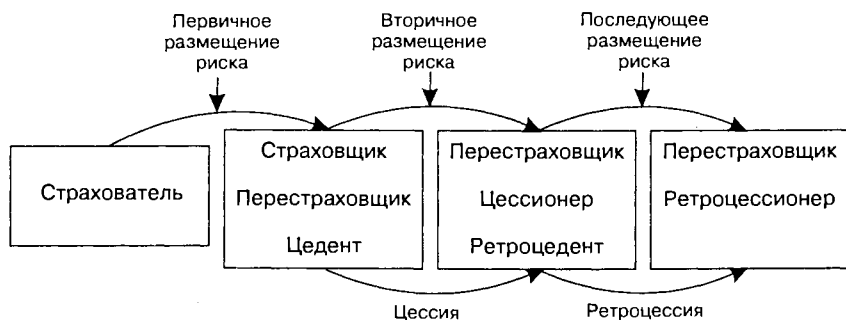 Первичное
размещение
риска
Вторичное
размещение
риска
Последующее
размещение
риска
Страхователь
Страховщик
Перестраховщик
Цедент
Перестраховщик
Цессионер
Ретроцедент
Перестраховщик
Ретроцессионер
Цессия
Ретроцессия